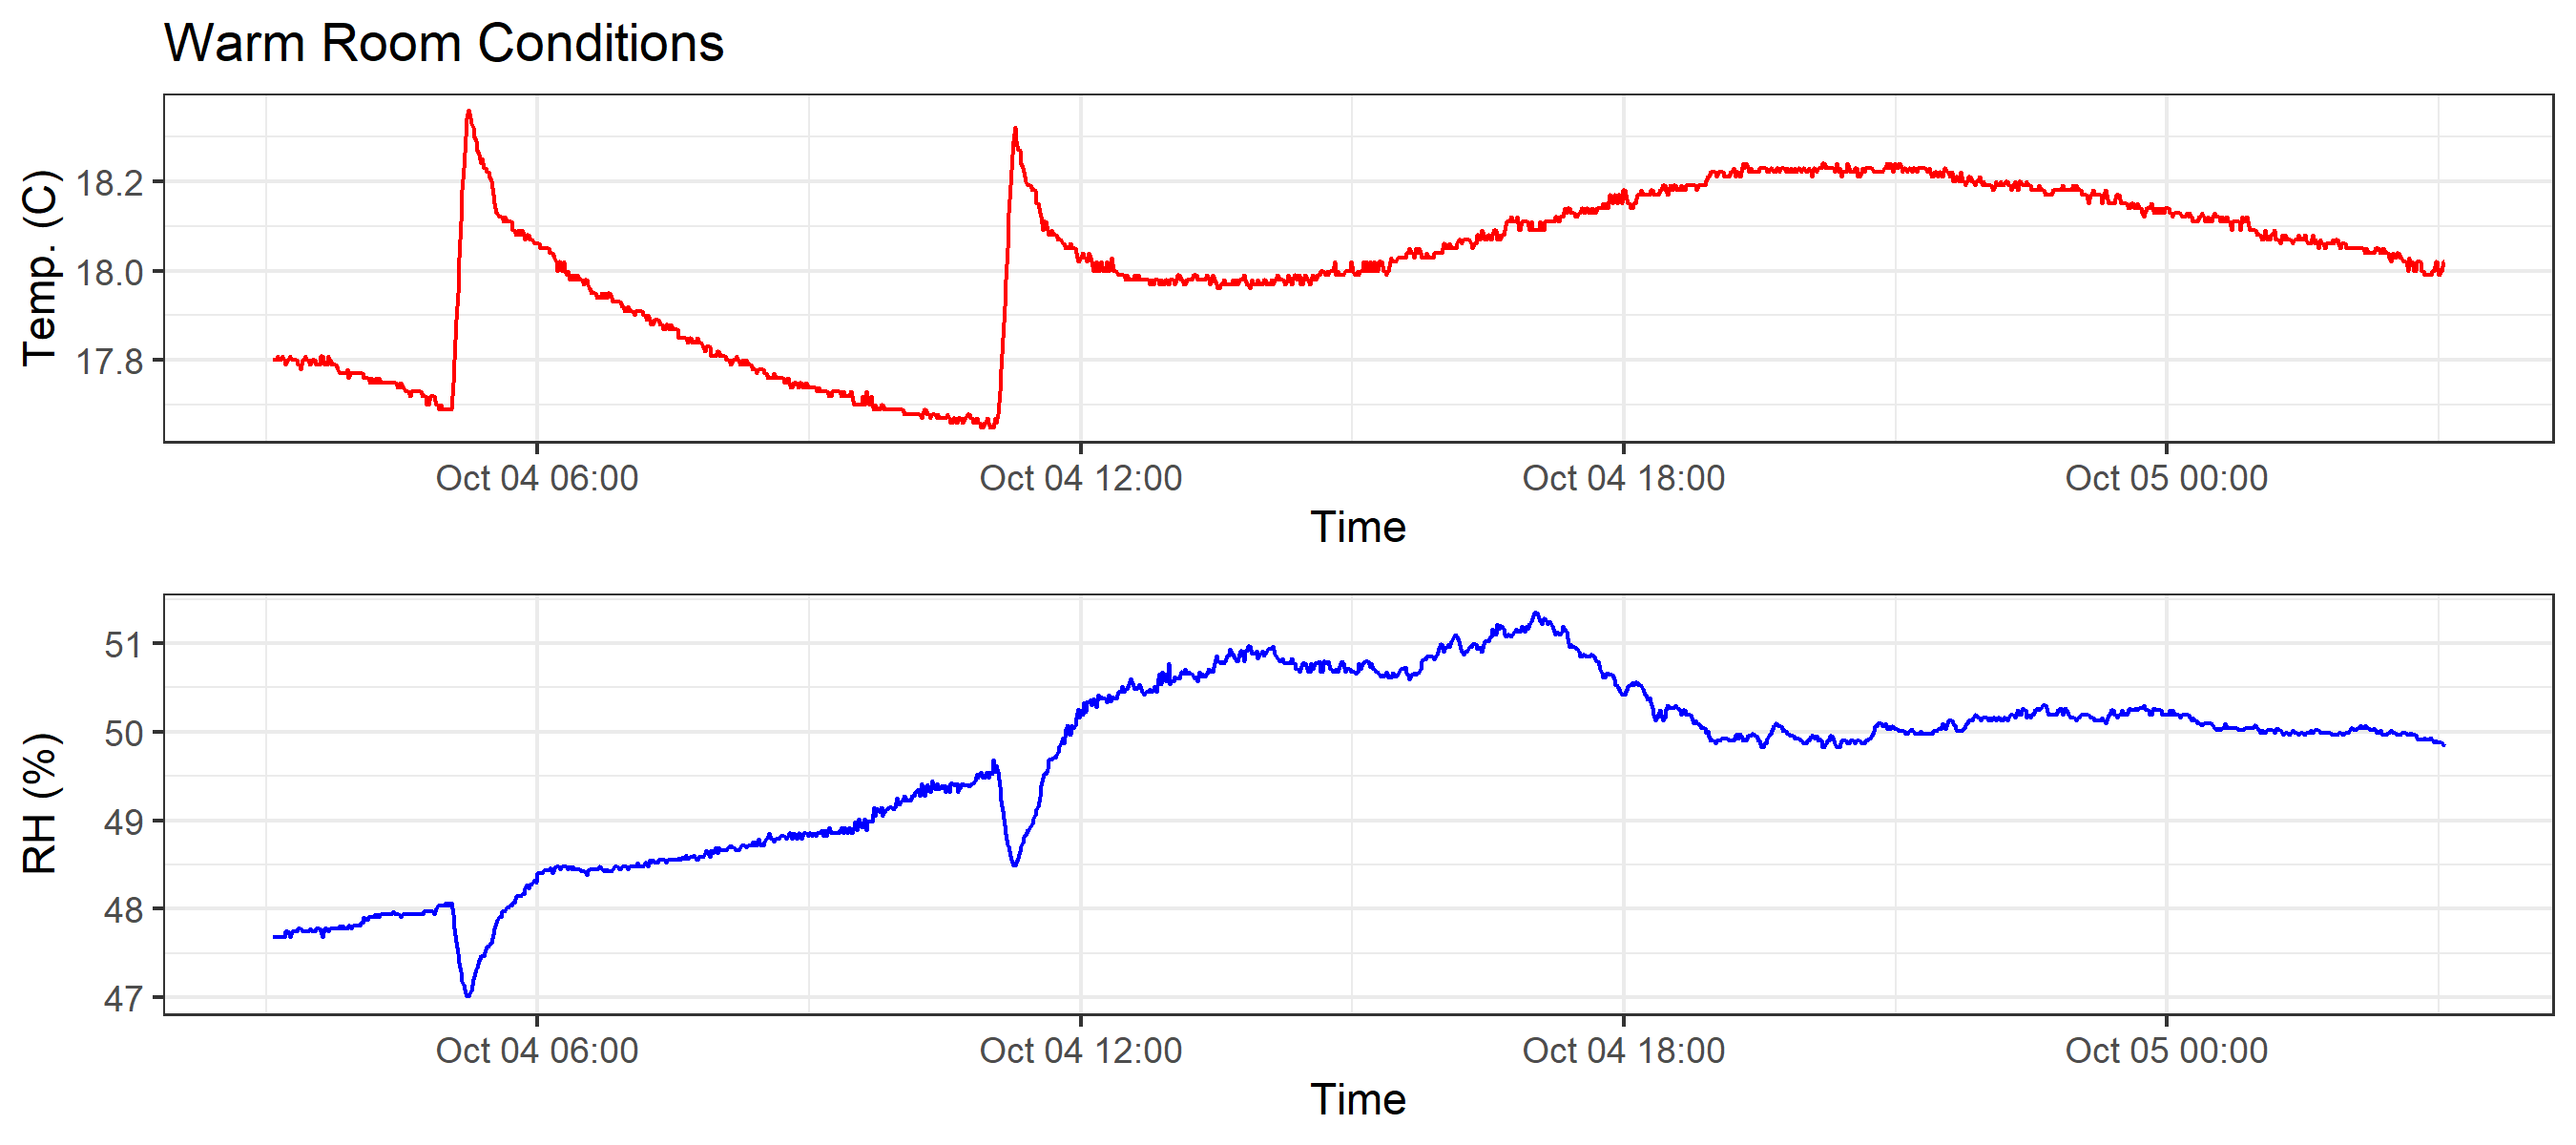 Warm Room Conditions
Temp. (C)
18.2
18.0
17.8
Oct 04 06:00 Oct 04 12:00 Oct 04 18:00 Oct 05 00:00
Time
RH (%)
51
50
49
48
47
Oct 04 06:00 Oct 04 12:00 Oct 04 18:00 Oct 05 00:00
Time